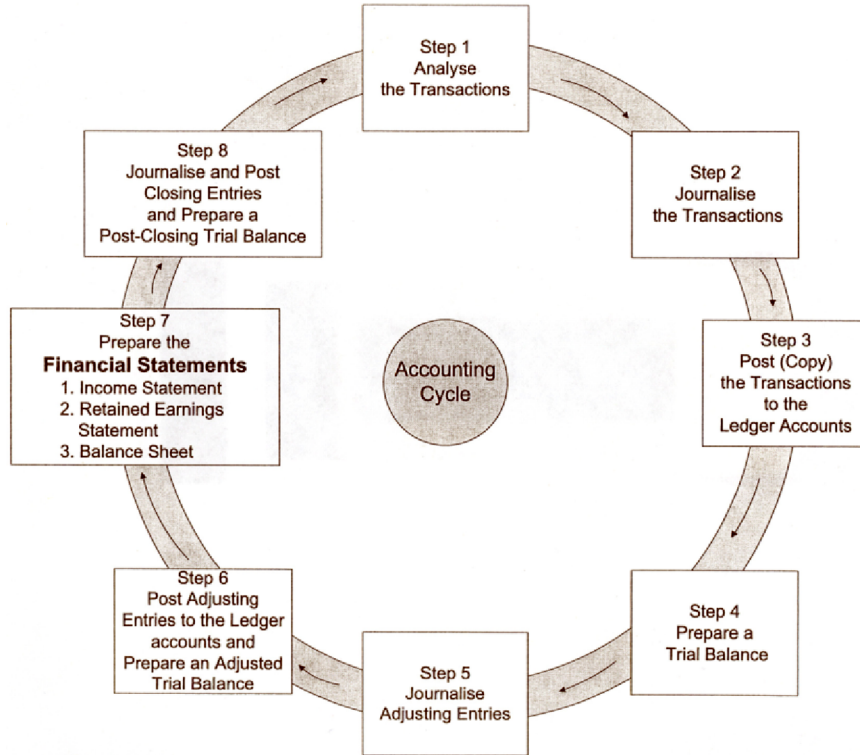 Step 1
Analyse
the Transactions
Step 2
Journalise
the Transactions
Step 3
Post (Copy)
the Transactions
to the
Ledger Accounts
Step 4
Prepare a
Trial Balance
Step 5
Journalise
Adjusting Entries
Step 6
Post Adjusting
Entries to the Ledger
accounts and
Prepare an Adjusted
Trial Balance
Step 7
Prepare the
Financial Statements
1. Income Statement
2. Retained Earnings
Statement
3. Balance Sheet
Step 8
Journalise and Post
Closing Entries
and Prepare a
Post-Closing Trial Balance
Accounting
Cycle